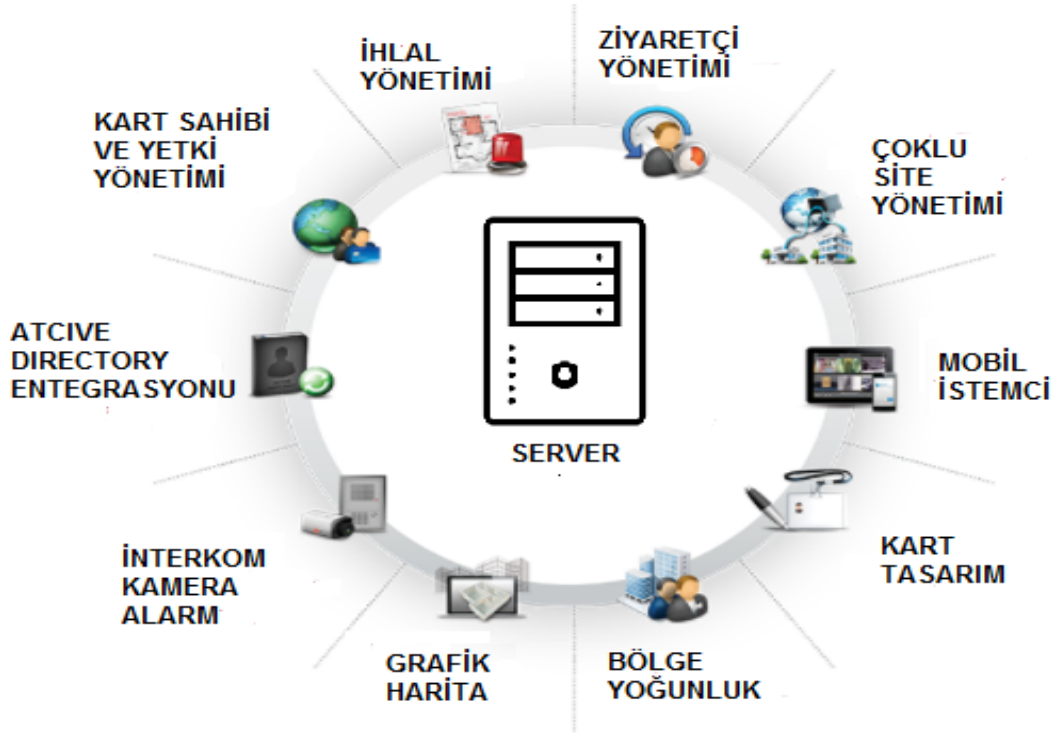 İHLAL
YÖNETİMİ
ZİYARETÇİ
YÖNETİMİ
KART SAHİBİ
VE YETKİ
YÖNETİMİ
ÇOKLU
SİTE
YÖNETİMİ
ATCIVE
DIRECTORY
ENTEGRASYONU
MOBİL
İSTEMCİ
SERVER
İNTERKOM
KAMERA
ALARM
KART
TASARIM
GRAFİK
HARİTA
BÖLGE
YOĞUNLUK